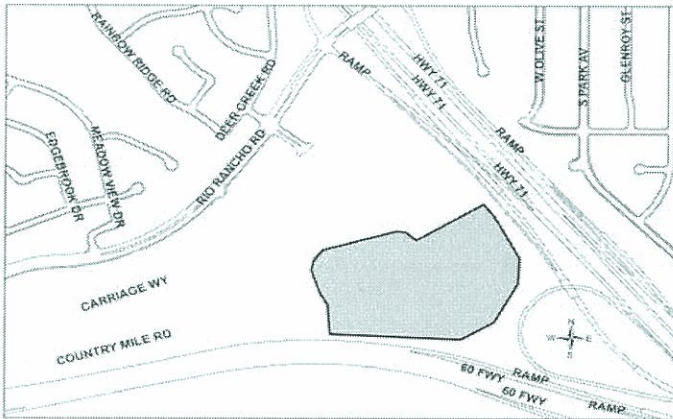 RAINBOW RIDGE RD
DEER CREEK RD
RAMP
HWY 71
HWY 71
W OLIVE ST
S PARK AV
GLENROY ST
RAMP
HWY 71
EDGEBROOK DR
MEADOW VIEW DR
RIO RANCHO RD
CARRIAGE WY
COUNTRY MILE RD
N
W
E
S
60 FWY
RAMP
60 FWY
RAMP